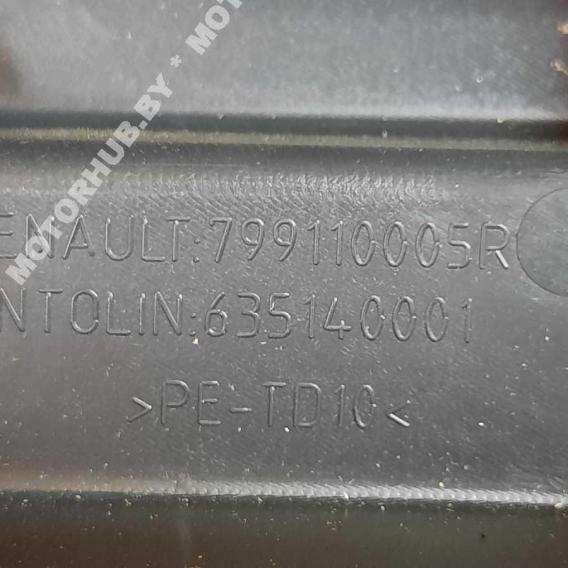 MOTORHUB.BY * MOT
ENAULT:799110005R
NTOLIN:635140001
>PE-TD10<